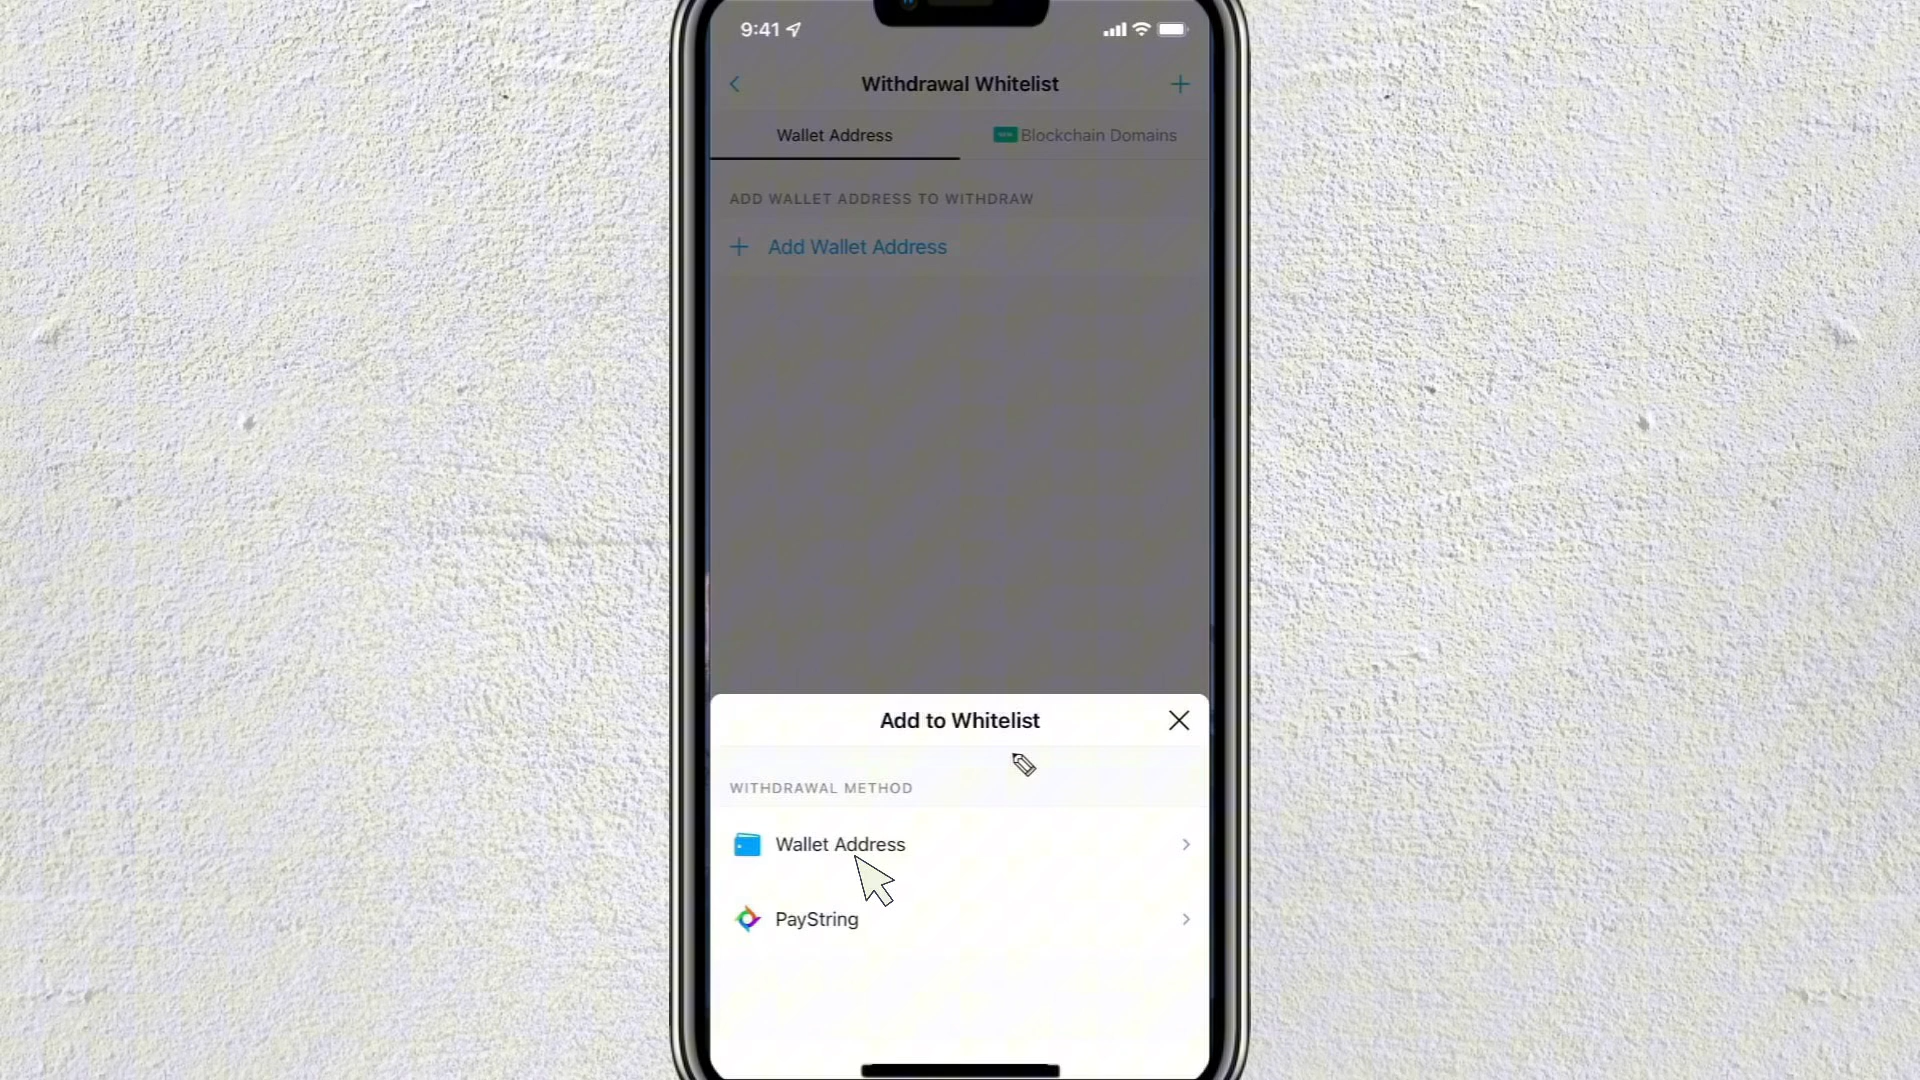 9:41
Withdrawal Whitelist
Wallet Address
Blockchain Domains
ADD WALLET ADDRESS TO WITHDRAW
Add Wallet Address
Add to Whitelist
WITHDRAWAL METHOD
Wallet Address
PayString